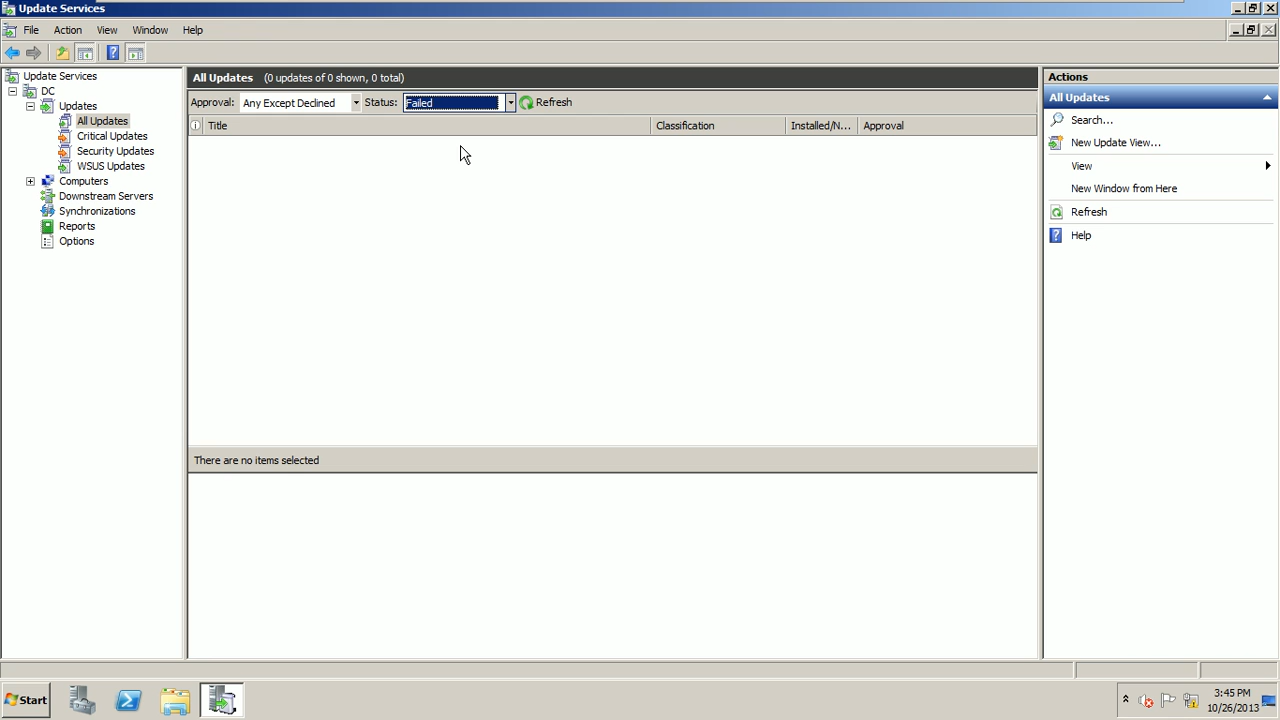 Update Services
File Action View Window Help
Update Services
DC
Updates
All Updates
Critical Updates
Security Updates
WSUS Updates
Computers
Downstream Servers
Synchronizations
Reports
Options
All Updates (0 updates of 0 shown, 0 total)
Approval: Any Except Declined Status: Failed Refresh
Title Classification Installed/N... Approval
There are no items selected
Actions
All Updates
Search...
New Update View...
View
New Window from Here
Refresh
Help
Start
3:45 PM
10/26/2013